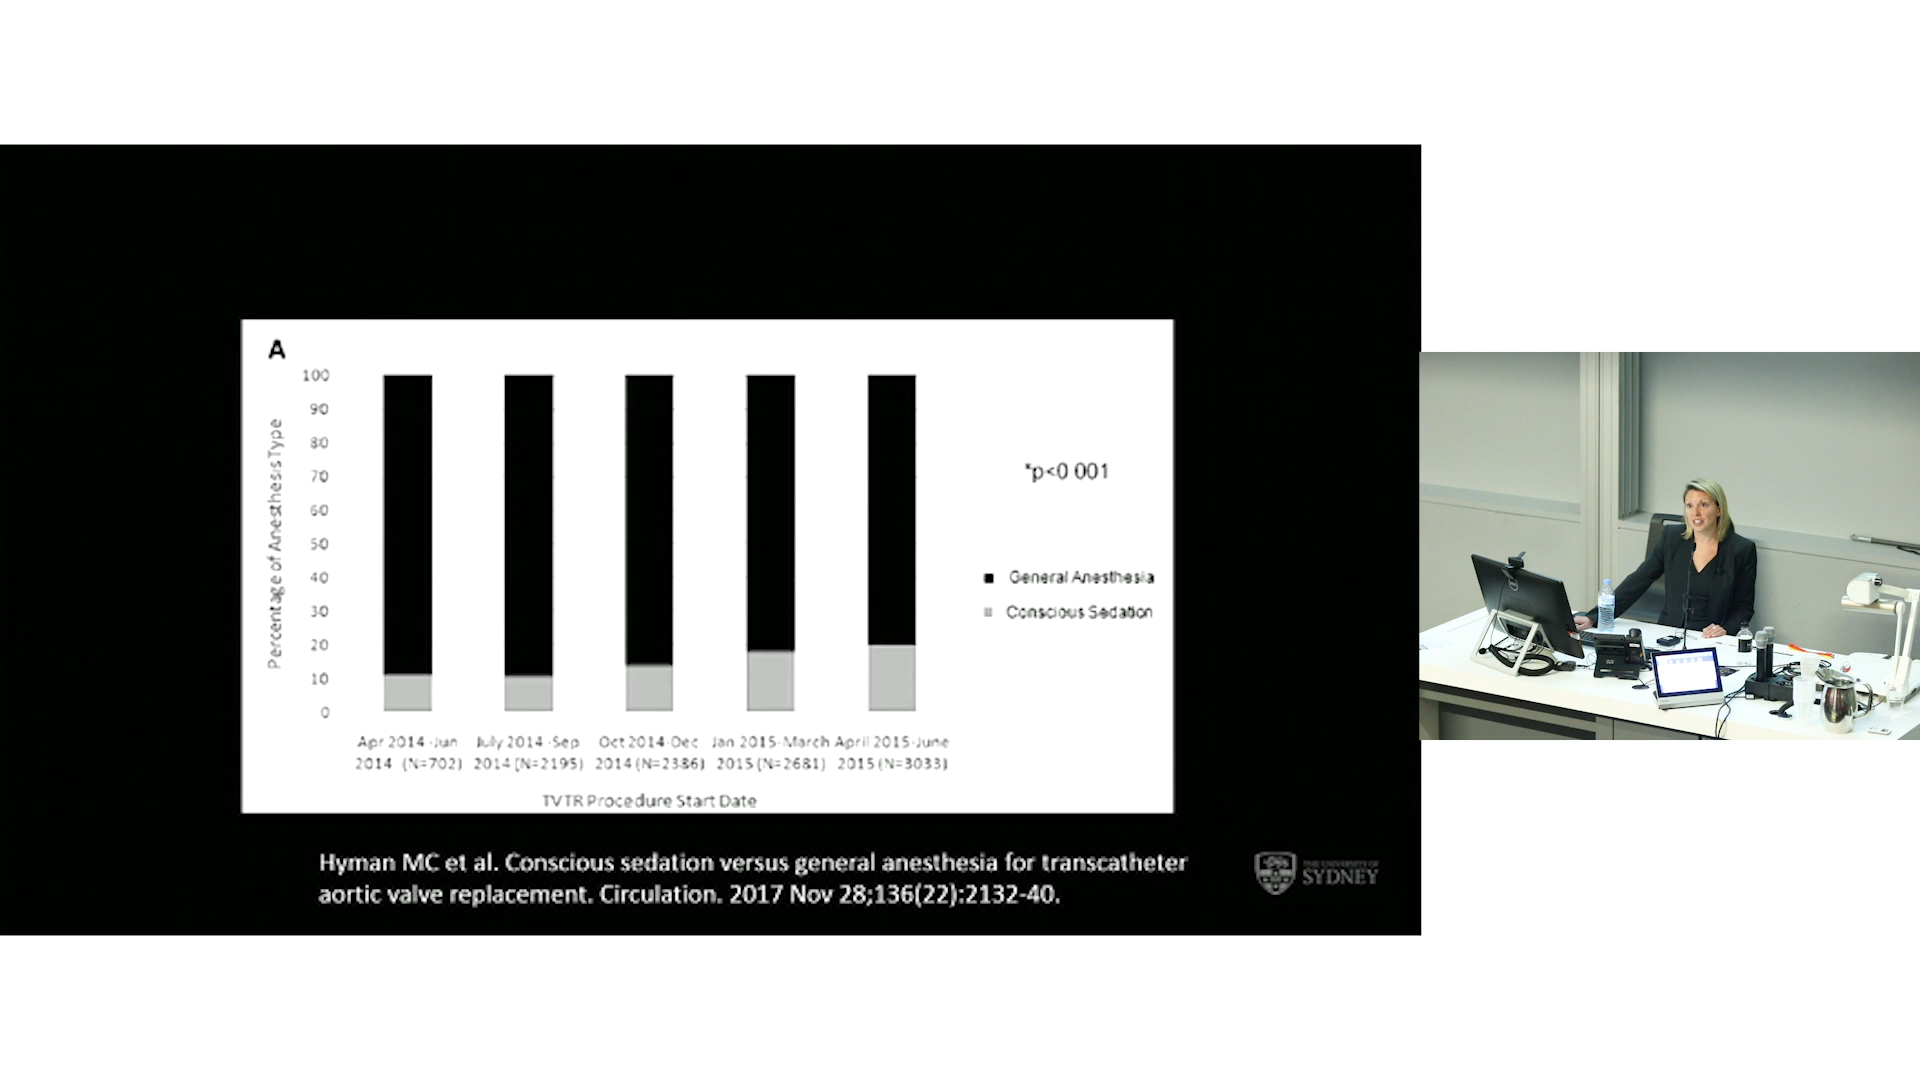 A
100
90
80
70
60
50
40
30
20
10
0
Percentage of Anesthesis Type
*p<0 001
General Anesthesia
Conscious Sedation
Apr 2014 -Jun 2014 (N=702)
July 2014 -Sep 2014 (N=2195)
Oct 2014-Dec 2014 (N=2386)
Jan 2015-March 2015 (N=2681)
April 2015-June 2015 (N=3033)
TVTR Procedure Start Date
Hyman MC et al. Conscious sedation versus general anesthesia for transcatheter
aortic valve replacement. Circulation. 2017 Nov 28;136(22):2132-40.
THE UNIVERSITY OF
SYDNEY